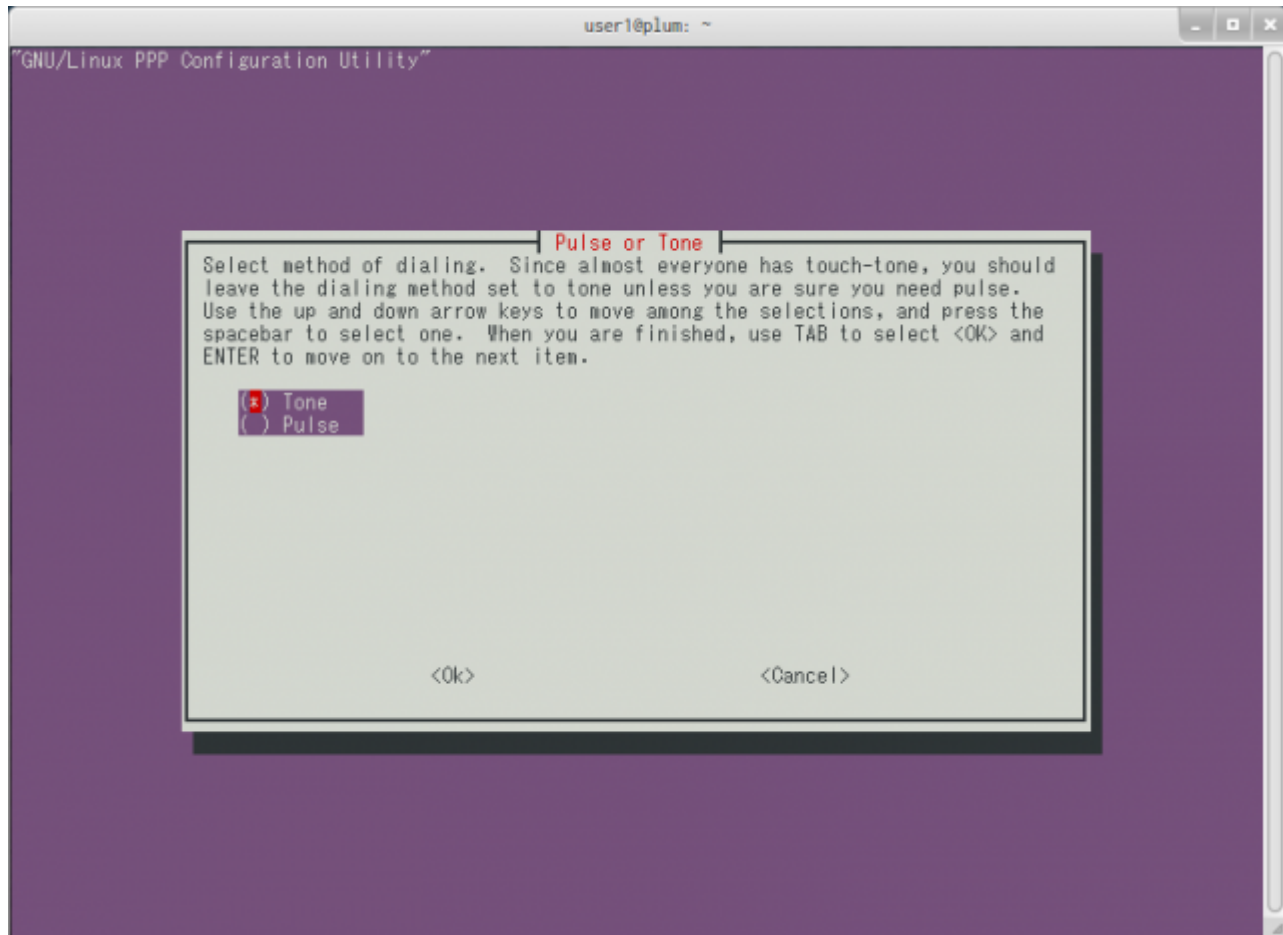 user1@plum: ~
"GNU/Linux PPP Configuration Utility"
Pulse or Tone
Select method of dialing.  Since almost everyone has touch-tone, you should
leave the dialing method set to tone unless you are sure you need pulse.
Use the up and down arrow keys to move among the selections, and press the
spacebar to select one.  When you are finished, use TAB to select <OK> and
ENTER to move on to the next item.
(*) Tone
( ) Pulse
<Ok> <Cancel>